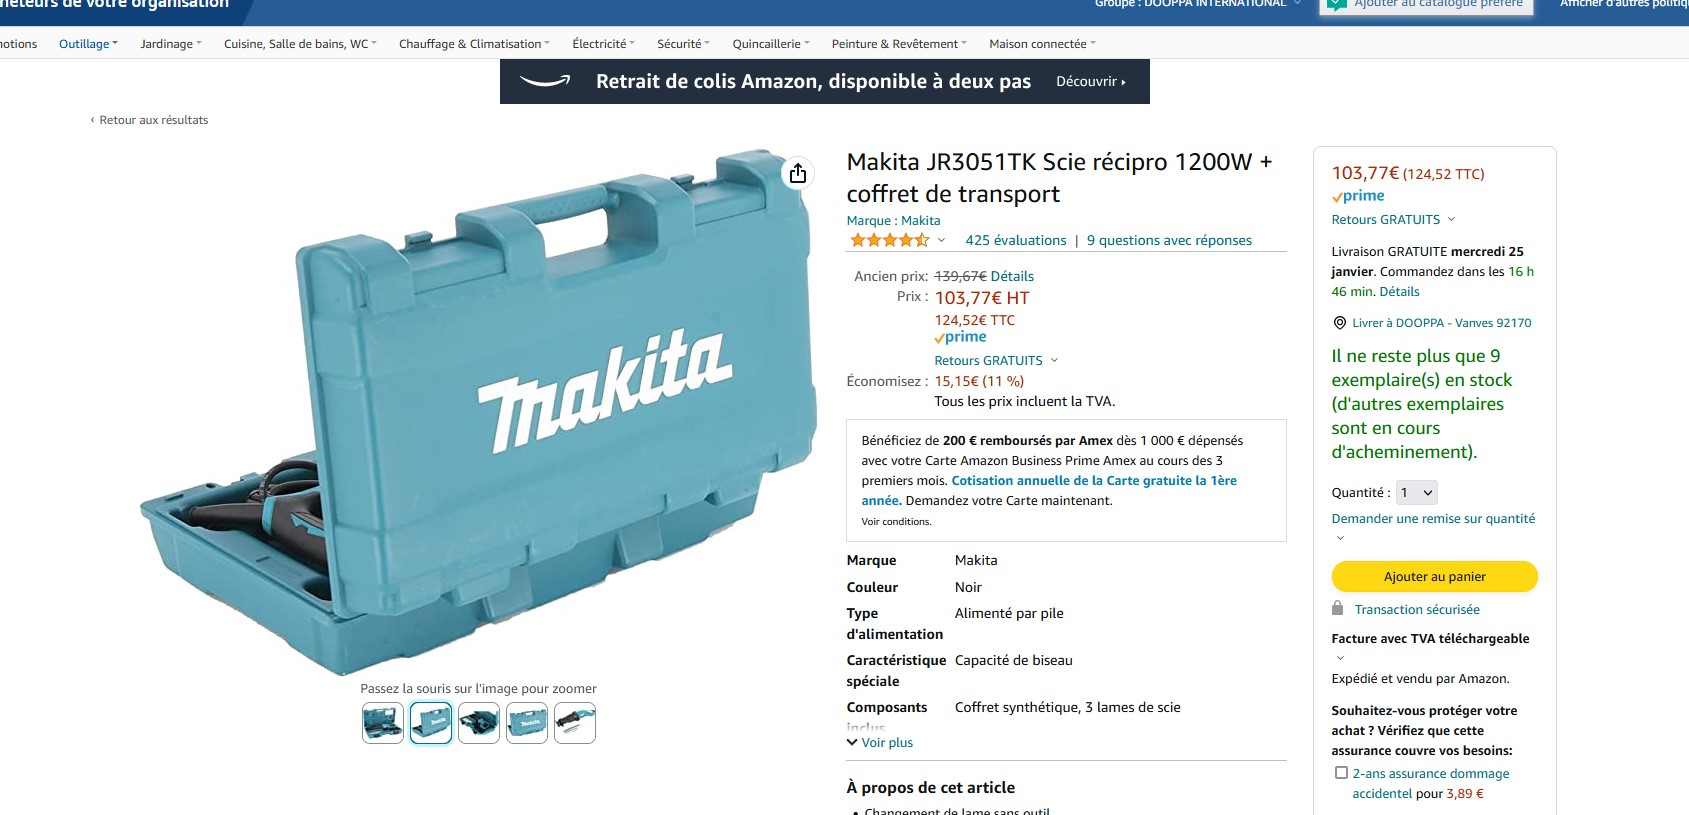 heteurs de votre organisation
Groupe : DOOPPA INTERNATIONAL
Ajouter au catalogue préféré
Afficher d'autres politiq
notions
Outillage
Jardinage
Cuisine, Salle de bains, WC
Chauffage & Climatisation
Électricité
Sécurité
Quincaillerie
Peinture & Revêtement
Maison connectée
Retrait de colis Amazon, disponible à deux pas
Découvrir
‹ Retour aux résultats
Makita
Passez la souris sur l'image pour zoomer
Makita JR3051TK Scie récipro 1200W +
coffret de transport
Marque : Makita
425 évaluations | 9 questions avec réponses
Ancien prix: 139,67€ Détails
Prix : 103,77€ HT
124,52€ TTC
prime
Retours GRATUITS
Économisez : 15,15€ (11 %)
Tous les prix incluent la TVA.
Bénéficiez de 200 € remboursés par Amex dès 1 000 € dépensés
avec votre Carte Amazon Business Prime Amex au cours des 3
premiers mois. Cotisation annuelle de la Carte gratuite la 1ère
année. Demandez votre Carte maintenant.
Voir conditions.
Marque Makita
Couleur Noir
Type Alimenté par pile
d'alimentation
Caractéristique Capacité de biseau
spéciale
Composants Coffret synthétique, 3 lames de scie
inclus
Voir plus
À propos de cet article
• Changement de lame sans outil
103,77€ (124,52 TTC)
prime
Retours GRATUITS
Livraison GRATUITE mercredi 25
janvier. Commandez dans les 16 h
46 min. Détails
Livrer à DOOPPA - Vanves 92170
Il ne reste plus que 9
exemplaire(s) en stock
(d'autres exemplaires
sont en cours
d'acheminement).
Quantité : 1
Demander une remise sur quantité
Ajouter au panier
Transaction sécurisée
Facture avec TVA téléchargeable
Expédié et vendu par Amazon.
Souhaitez-vous protéger votre
achat ? Vérifiez que cette
assurance couvre vos besoins:
2-ans assurance dommage
accidentel pour 3,89 €